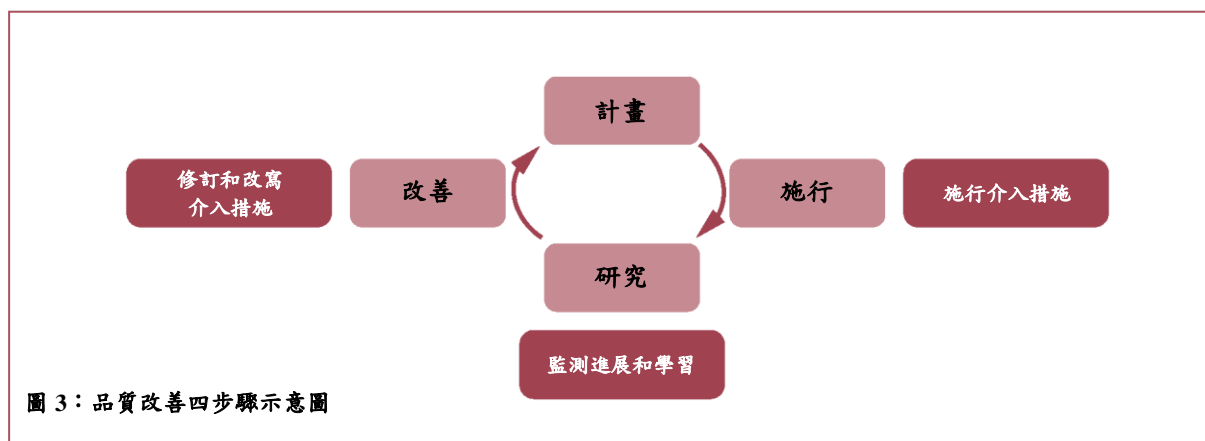 計畫
修訂和改寫
介入措施
改善
施行
施行介入措施
研究
監測進展和學習
圖 3：品質改善四步驟示意圖